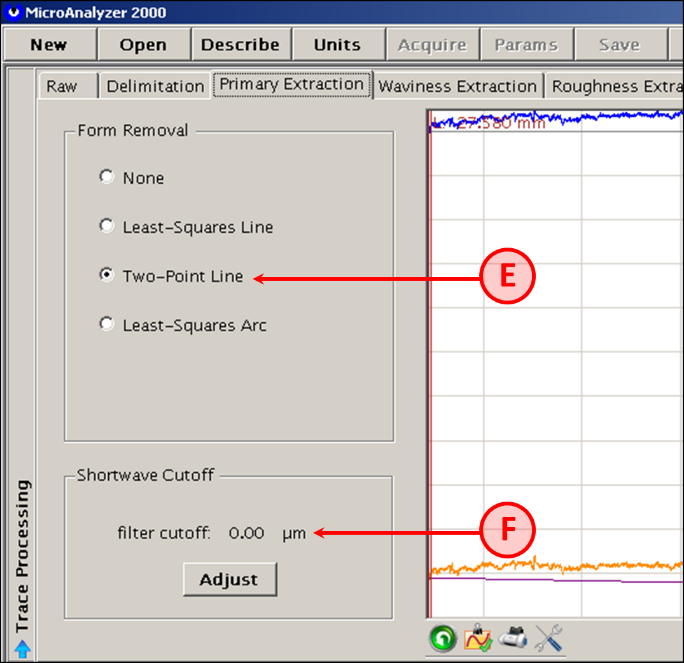 MicroAnalyzer 2000
New Open Describe Units Acquire Params Save
Raw Delimitation Primary Extraction Waviness Extraction Roughness Extra
Form Removal
L: 27.580 mm
None
Least-Squares Line
Two-Point Line
E
Least-Squares Arc
Shortwave Cutoff
filter cutoff: 0.00 µm
F
Adjust
Trace Processing